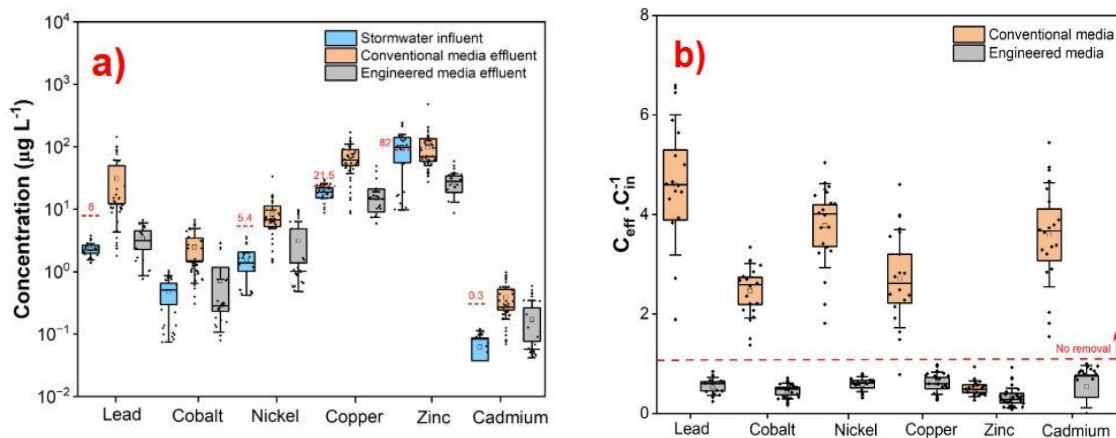 a)
Concentration (μg L⁻¹)
10⁴
10³
10²
10¹
10⁰
10⁻¹
10⁻²
Stormwater influent
Conventional media effluent
Engineered media effluent
8
5.4
21.5
82
0.3
Lead Cobalt Nickel Copper Zinc Cadmium
b)
C_eff . C_in⁻¹
8
6
4
2
0
Conventional media
Engineered media
No removal
Lead Cobalt Nickel Copper Zinc Cadmium